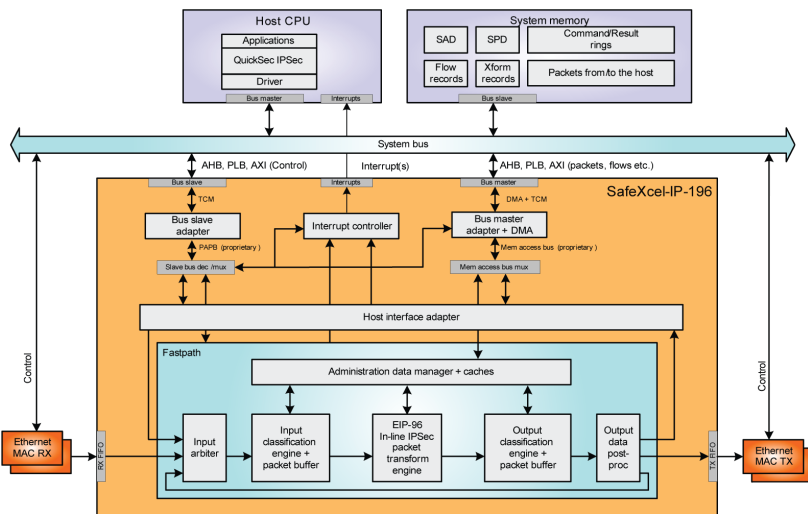 Host CPU
Applications
QuickSec IPSec
Driver
Bus master
Interrupts
System memory
SAD
SPD
Command/Result
rings
Flow
records
Xform
records
Packets from/to the host
Bus slave
System bus
AHB, PLB, AXI (Control)
Interrupt(s)
AHB, PLB, AXI (packets, flows etc.)
Bus slave
Interrupts
Bus master
SafeXcel-IP-196
TCM
DMA + TCM
Bus slave
adapter
Interrupt controller
Bus master
adapter + DMA
PAPB (proprietary )
Mem access bus (proprietary )
Slave bus dec /mux
Mem access bus mux
Host interface adapter
Fastpath
Administration data manager + caches
Control
Control
Ethernet
MAC RX
RX FIFO
Input
arbiter
Input
classification
engine +
packet buffer
EIP-96
In-line IPSec
packet
transform
engine
Output
classification
engine +
packet buffer
Output
data
post-
proc
TX FIFO
Ethernet
MAC TX